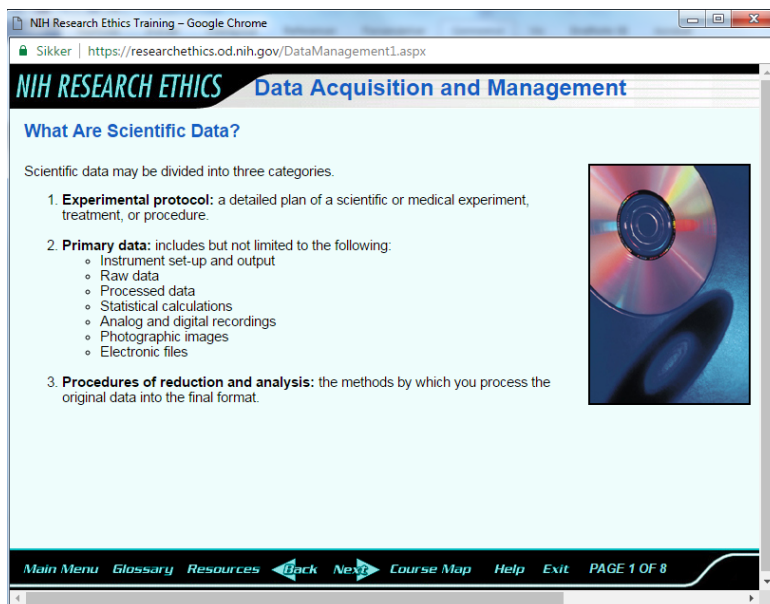 NIH Research Ethics Training – Google Chrome
Sikker | https://researchethics.od.nih.gov/DataManagement1.aspx
NIH RESEARCH ETHICS Data Acquisition and Management
What Are Scientific Data?
Scientific data may be divided into three categories.
1. Experimental protocol: a detailed plan of a scientific or medical experiment,
treatment, or procedure.
2. Primary data: includes but not limited to the following:
Instrument set-up and output
Raw data
Processed data
Statistical calculations
Analog and digital recordings
Photographic images
Electronic files
3. Procedures of reduction and analysis: the methods by which you process the
original data into the final format.
Main Menu Glossary Resources Back Next Course Map Help Exit PAGE 1 OF 8